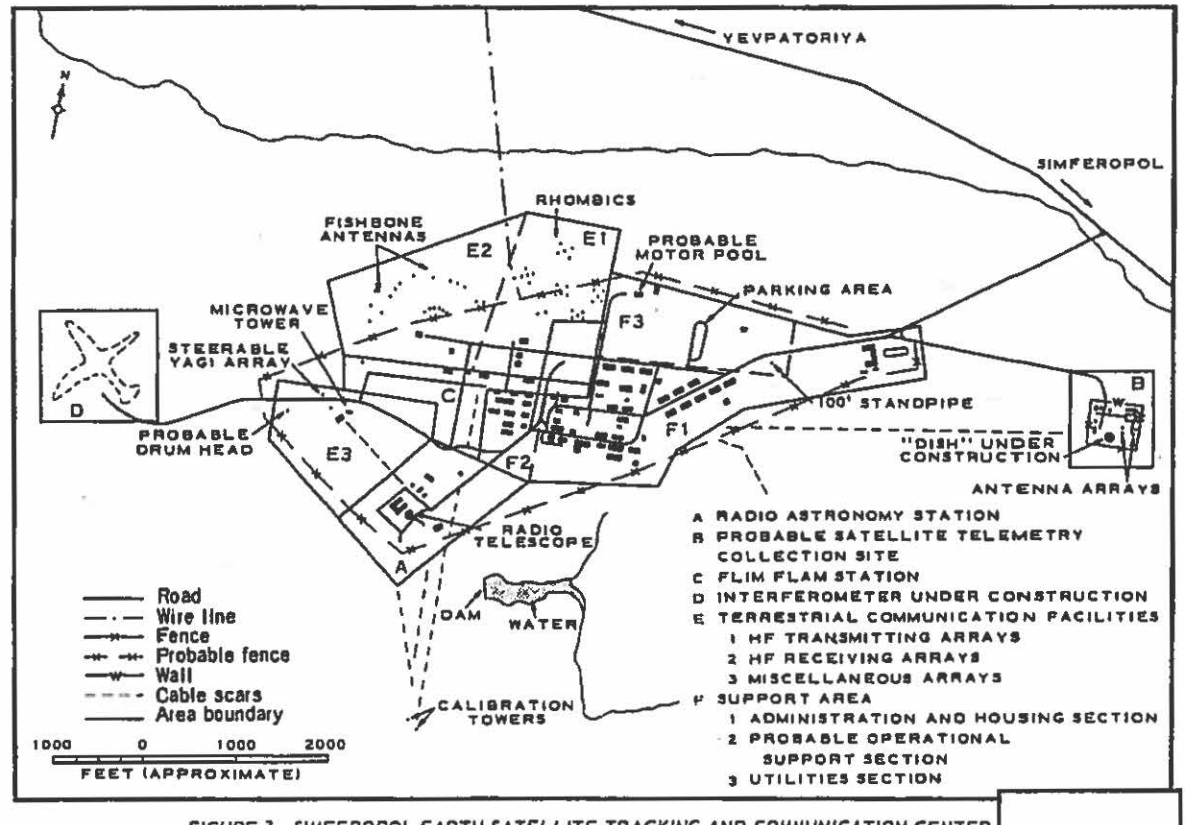 YEVPATORIYA
N
SIMFEROPOL
RHOMBICS
FISHBONE
ANTENNAS
E1
E2
PROBABLE
MOTOR POOL
MICROWAVE
TOWER
PARKING AREA
STEERABLE
YAGI ARRAY
F3
B
W
D
C
100' STANDPIPE
PROBABLE
DRUM HEAD
E3
F1
F2
"DISH" UNDER
CONSTRUCTION
ANTENNA ARRAYS
RADIO
TELESCOPE
A
A RADIO ASTRONOMY STATION
B PROBABLE SATELLITE TELEMETRY
COLLECTION SITE
C FLIM FLAM STATION
D INTERFEROMETER UNDER CONSTRUCTION
E TERRESTRIAL COMMUNICATION FACILITIES
1 HF TRANSMITTING ARRAYS
2 HF RECEIVING ARRAYS
3 MISCELLANEOUS ARRAYS
F SUPPORT AREA
1 ADMINISTRATION AND HOUSING SECTION
2 PROBABLE OPERATIONAL
SUPPORT SECTION
3 UTILITIES SECTION
DAM
WATER
CALIBRATION
TOWERS
Road
Wire line
Fence
Probable fence
Wall
Cable scars
Area boundary
1000 0 1000 2000
FEET (APPROXIMATE)
SIMFEROPOL EARTH SATELLITE TRACKING AND COMMUNICATION CENTER